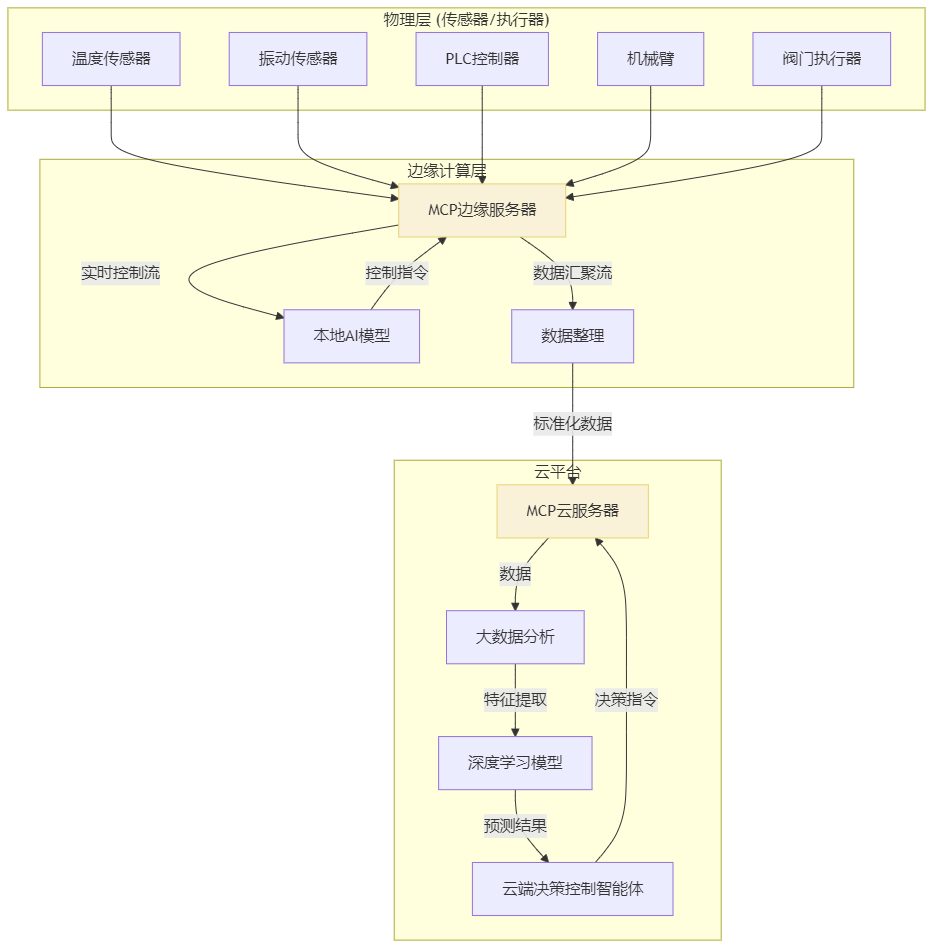 物理层 (传感器/执行器)
温度传感器
振动传感器
PLC控制器
机械臂
阀门执行器
边缘计算层
MCP边缘服务器
实时控制流
控制指令
数据汇聚流
本地AI模型
数据整理
标准化数据
云平台
MCP云服务器
数据
大数据分析
特征提取
决策指令
深度学习模型
预测结果
云端决策控制智能体